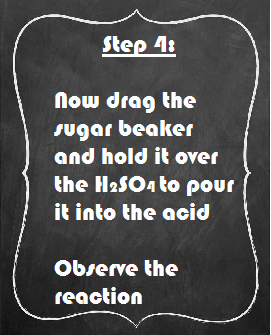 Step 4:
Now drag the
sugar beaker
and hold it over
the H₂SO₄ to pour
it into the acid
Observe the
reaction